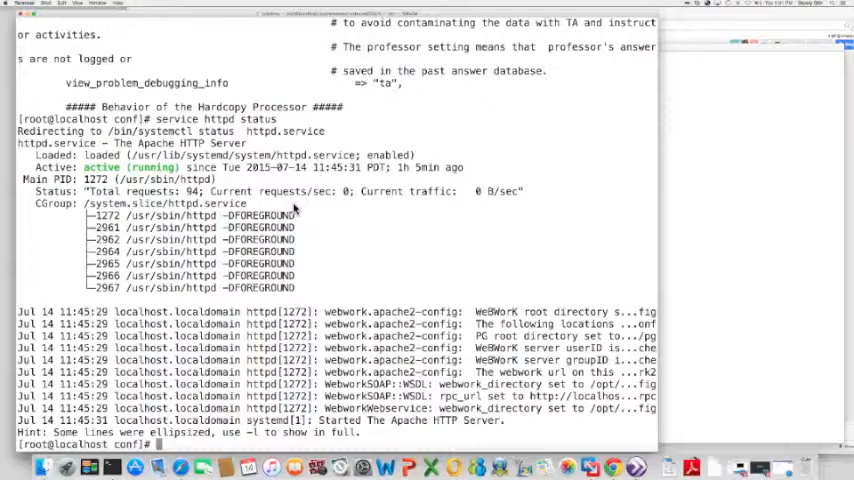 Terminal Shell Edit View Window Help
# to avoid contaminating the data with TA and instruct
or activities.
# The professor setting means that professor's answer
s are not logged or
# saved in the past answer database.
view_problem_debugging_info => "ta",
##### Behavior of the Hardcopy Processor #####
[root@localhost conf]# service httpd status
Redirecting to /bin/systemctl status httpd.service
httpd.service - The Apache HTTP Server
Loaded: loaded (/usr/lib/systemd/system/httpd.service; enabled)
Active: active (running) since Tue 2015-07-14 11:45:31 PDT; 1h 5min ago
Main PID: 1272 (/usr/sbin/httpd)
Status: "Total requests: 94; Current requests/sec: 0; Current traffic: 0 B/sec"
CGroup: /system.slice/httpd.service
├─1272 /usr/sbin/httpd -DFOREGROUND
├─2961 /usr/sbin/httpd -DFOREGROUND
├─2962 /usr/sbin/httpd -DFOREGROUND
├─2964 /usr/sbin/httpd -DFOREGROUND
├─2965 /usr/sbin/httpd -DFOREGROUND
├─2966 /usr/sbin/httpd -DFOREGROUND
└─2967 /usr/sbin/httpd -DFOREGROUND
Jul 14 11:45:29 localhost.localdomain httpd[1272]: webwork.apache2-config: WeBWorK root directory s...fig
Jul 14 11:45:29 localhost.localdomain httpd[1272]: webwork.apache2-config: The following locations ...onf
Jul 14 11:45:29 localhost.localdomain httpd[1272]: webwork.apache2-config: PG root directory set to.../pg
Jul 14 11:45:29 localhost.localdomain httpd[1272]: webwork.apache2-config: WeBWorK server userID is...che
Jul 14 11:45:29 localhost.localdomain httpd[1272]: webwork.apache2-config: WeBWorK server groupID i...che
Jul 14 11:45:29 localhost.localdomain httpd[1272]: webwork.apache2-config: The webwork url on this ...rk2
Jul 14 11:45:29 localhost.localdomain httpd[1272]: WebworkSOAP::WSDL: webwork_directory set to /opt/...fig
Jul 14 11:45:29 localhost.localdomain httpd[1272]: WebworkSOAP::WSDL: rpc_url set to http://localhos...rpc
Jul 14 11:45:29 localhost.localdomain httpd[1272]: WebworkWebservice: webwork_directory set to /opt/...fig
Jul 14 11:45:31 localhost.localdomain systemd[1]: Started The Apache HTTP Server.
Hint: Some lines were ellipsized, use -l to show in full.
[root@localhost conf]#